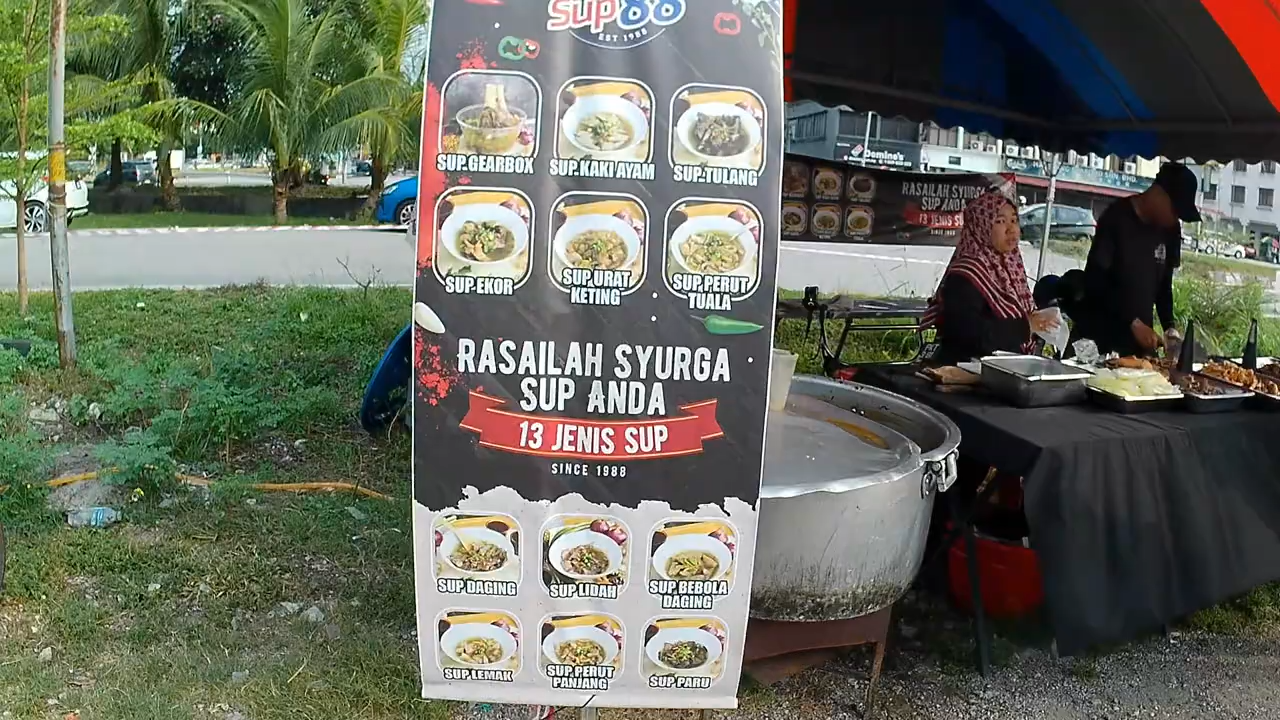 sup88
EST 1988
SUP.GEARBOX
SUP.KAKI AYAM
SUP.TULANG
SUP.EKOR
SUP.URAT
KETING
SUP.PERUT
TUALA
RASAILAH SYURGA
SUP ANDA
13 JENIS SUP
SINCE 1988
SUP.DAGING
SUP LIDAH
SUP.BEBOLA
DAGING
SUP.LEMAK
SUP.PERUT
PANJANG
SUP PARU
Domino's
RASAILAH SYURGA
SUP ANDA
13 JENIS SUP
SINCE 1988